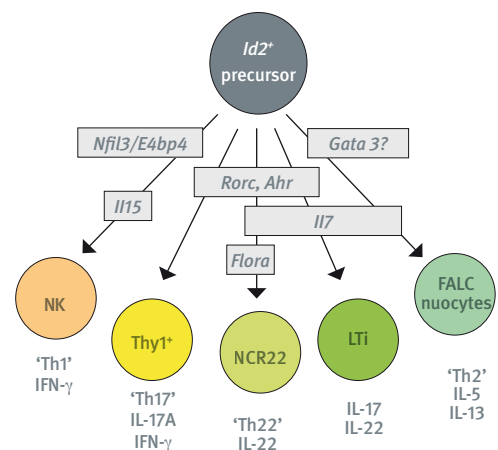 Id2⁺
precursor
Nfil3/E4bp4
Gata 3?
Rorc, Ahr
Il15
Il7
Flora
NK
Thy1⁺
NCR22
LTi
FALC
nuocytes
‘Th1’
IFN-γ
‘Th17’
IL-17A
IFN-γ
‘Th22’
IL-22
IL-17
IL-22
‘Th2’
IL-5
IL-13